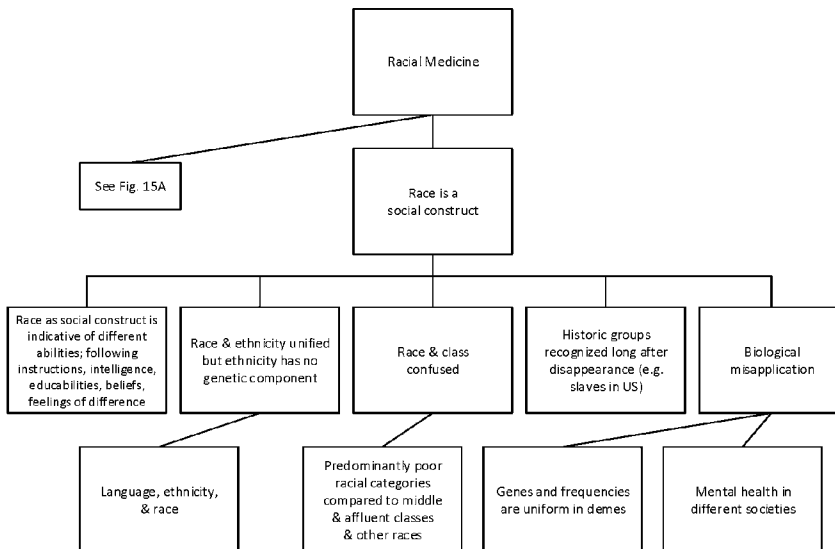 Racial Medicine
See Fig. 15A
Race is a
social construct
Race as social construct is
indicative of different
abilities; following
instructions, intelligence,
educabilities, beliefs,
feelings of difference
Race & ethnicity unified
but ethnicity has no
genetic component
Race & class
confused
Historic groups
recognized long after
disappearance (e.g.
slaves in US)
Biological
misapplication
Language, ethnicity,
& race
Predominantly poor
racial categories
compared to middle
& affluent classes
& other races
Genes and frequencies
are uniform in demes
Mental health in
different societies